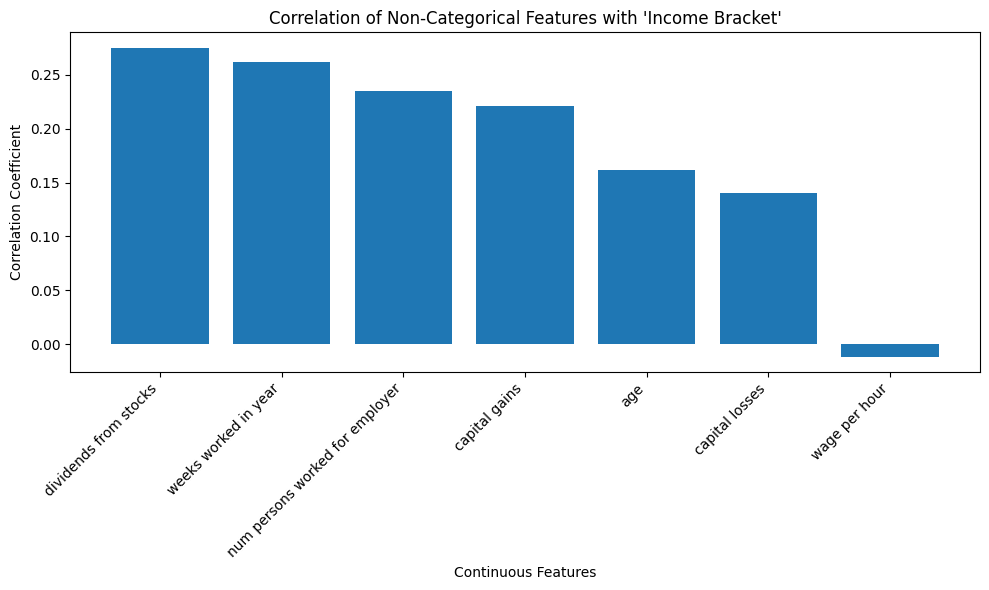 Correlation of Non-Categorical Features with 'Income Bracket'
Correlation Coefficient
0.25
0.20
0.15
0.10
0.05
0.00
dividends from stocks
weeks worked in year
num persons worked for employer
capital gains
age
capital losses
wage per hour
Continuous Features